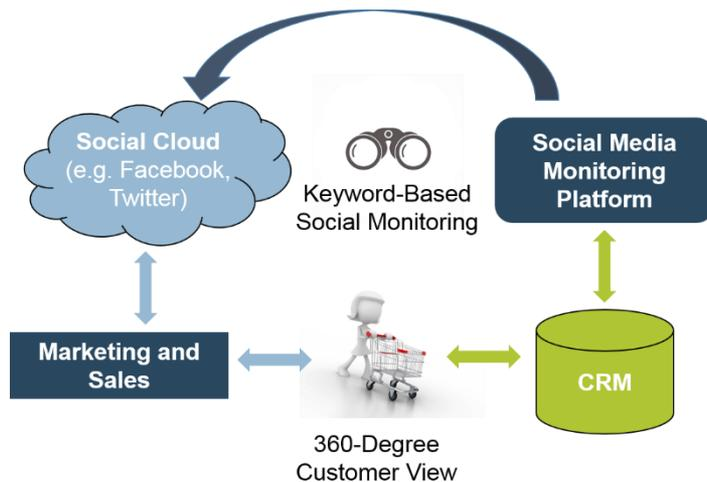 Social Cloud
(e.g. Facebook,
Twitter)
Keyword-Based
Social Monitoring
Social Media
Monitoring
Platform
Marketing and
Sales
360-Degree
Customer View
CRM